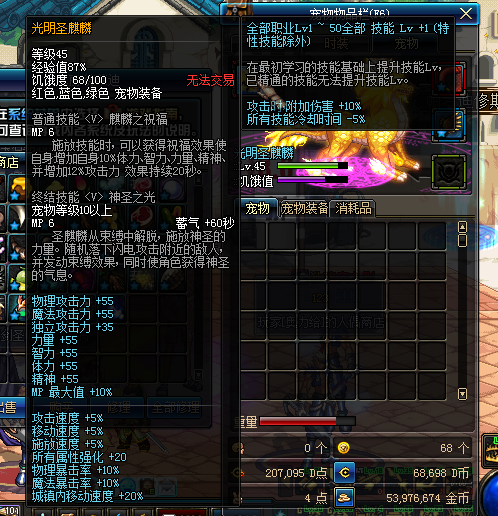 宠物物品栏(F6)
光明圣麒麟
等级45
经验值87%
饥饿度 68/100
无法交易
红色,蓝色,绿色 宠物装备
普通技能 <V> 麒麟之祝福
MP 6
施放技能时, 可以获得祝福效果使
自身增加自身10%体力、智力、力量、精神、
并增加12%攻击力 效果持续20秒。
终结技能 <V> 神圣之光
宠物等级10以上
MP 6
蓄气 +60秒
圣麒麟从束缚中解脱, 施放神圣的
力量。随机落下闪电攻击附近的敌人,
并发动束缚效果, 同时使角色获得神圣
的气息。
物理攻击力 +55
魔法攻击力 +55
独立攻击力 +35
力量 +55
智力 +55
体力 +55
精神 +55
MP 最大值 +10%
攻击速度 +5%
移动速度 +5%
施放速度 +5%
所有属性强化 +20
物理暴击率 +10%
魔法暴击率 +10%
城镇内移动速度 +20%
全部职业Lv1 ~ 50全部 技能 Lv +1(特
性技能除外)
在最初学习的技能基础上提升技能Lv,
已精通的技能无法提升技能Lv。
攻击时附加伤害 +10%
所有技能冷却时间 -5%
时装
宠物
光明圣麒麟
Lv 45
饥饿值
宠物
宠物装备
消耗品
修理
全部修理
出售
重量
0 个
68 个
207,095 D点
68,698 D币
4 点
53,976,674 金币